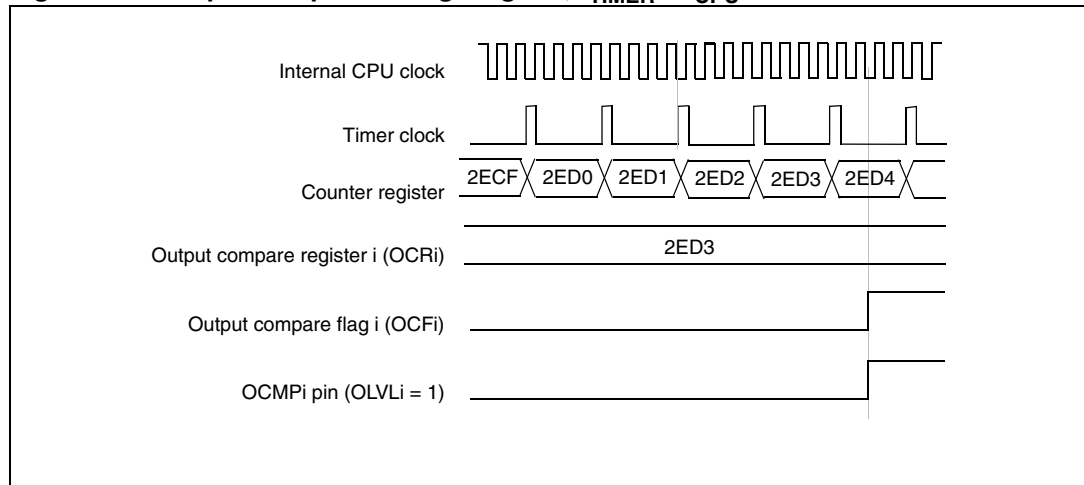 Internal CPU clock
Timer clock
Counter register
2ECF 2ED0 2ED1 2ED2 2ED3 2ED4
Output compare register i (OCRi)
2ED3
Output compare flag i (OCFi)
OCMPi pin (OLVLi = 1)